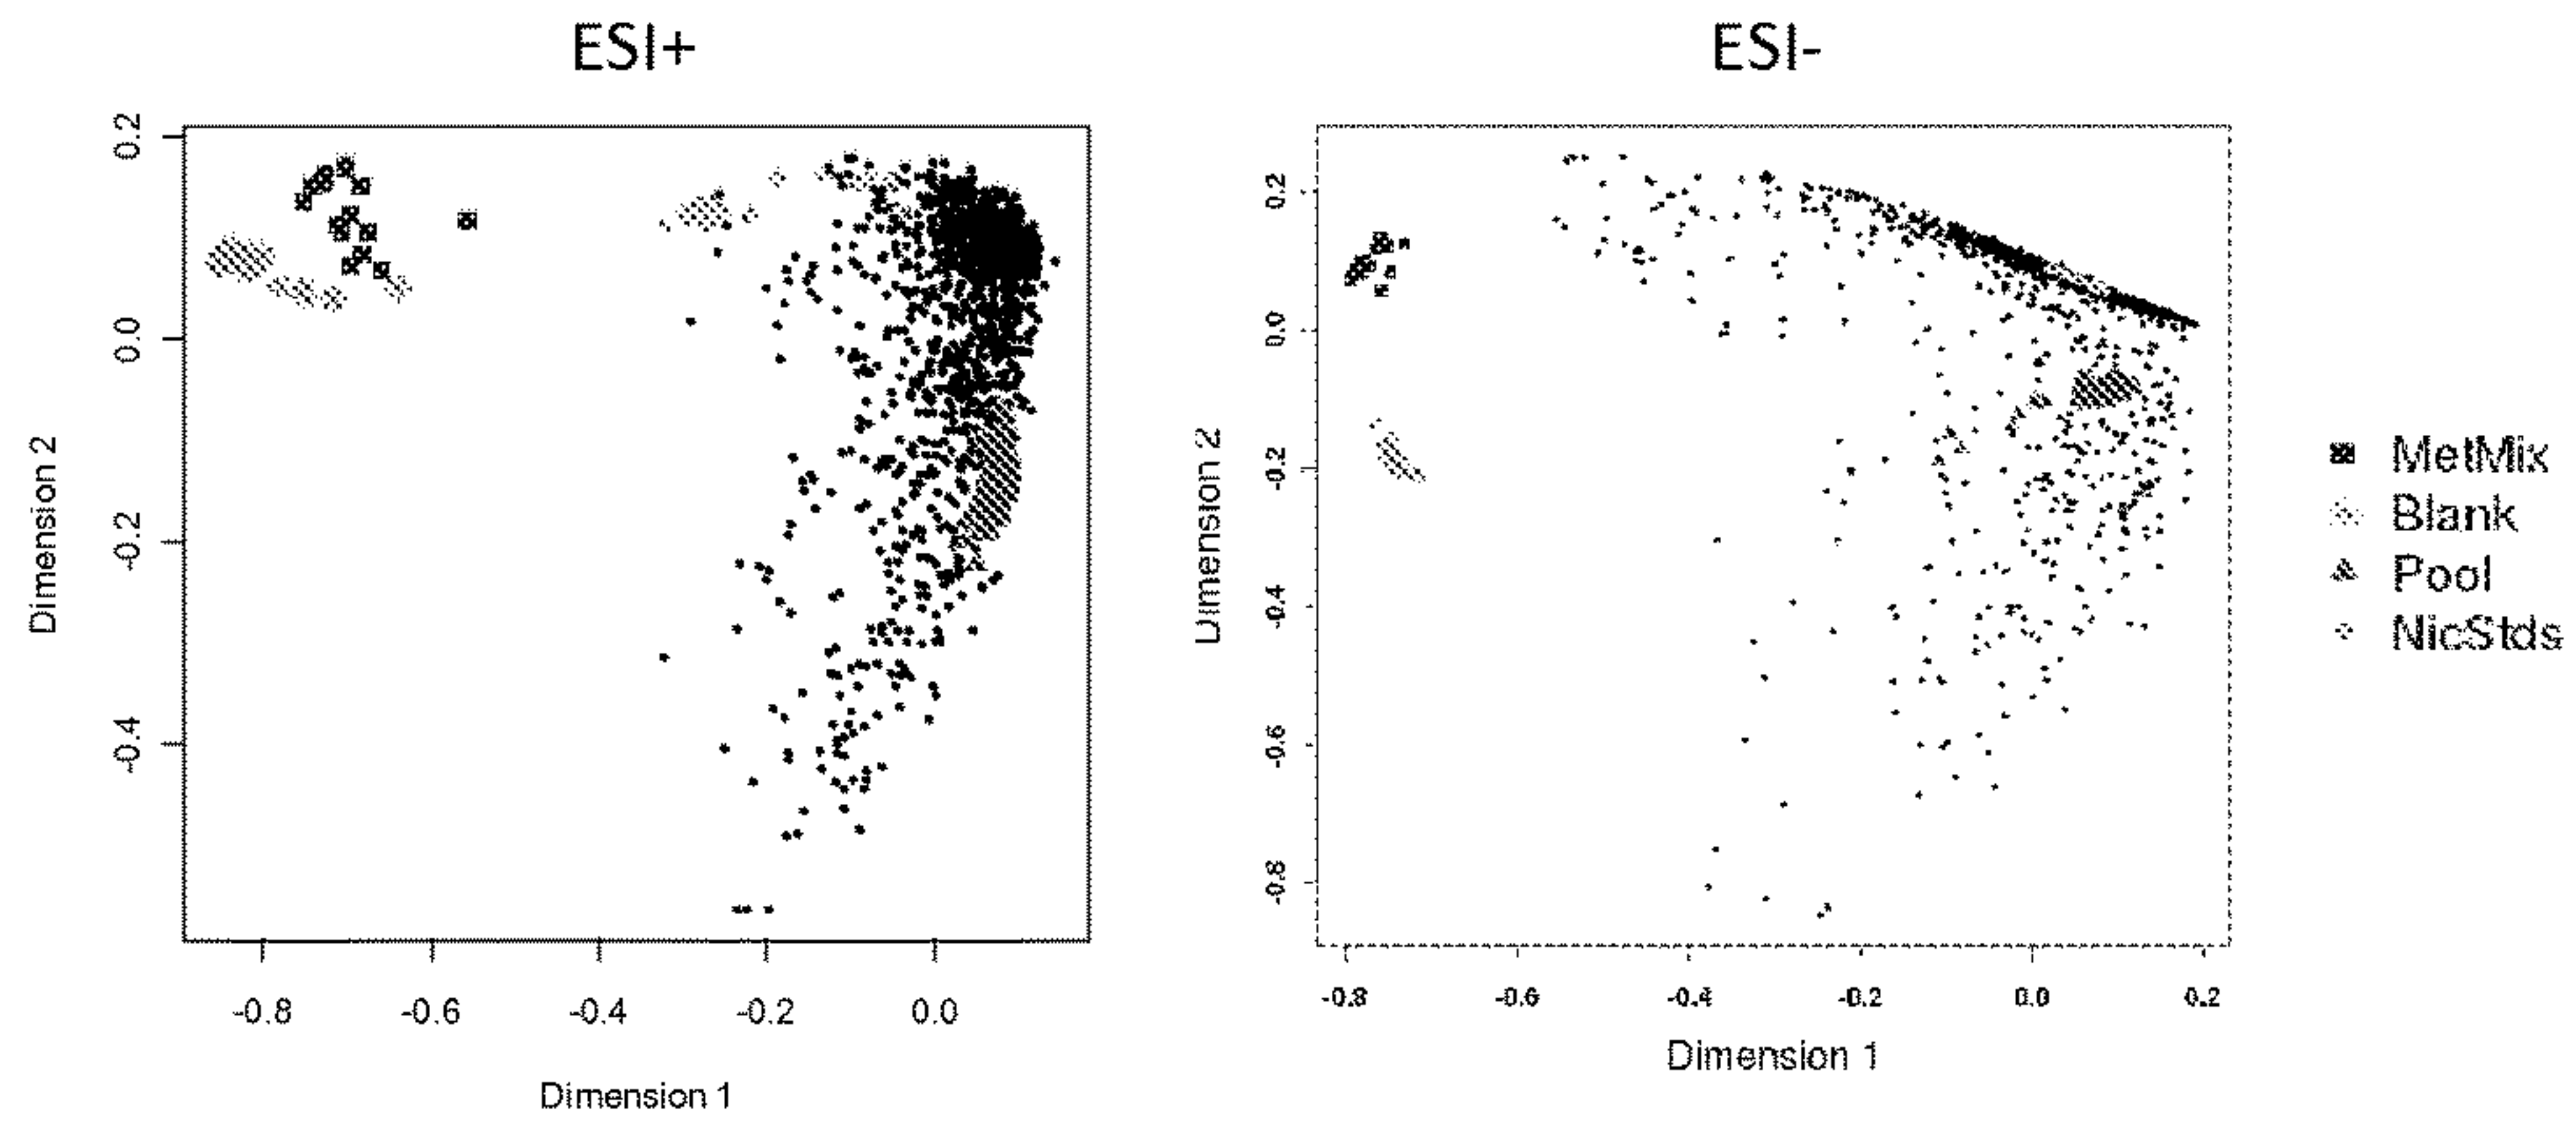 ESI+
0.2
0.0
-0.2
-0.4
Dimension 2
-0.8 -0.6 -0.4 -0.2 0.0
Dimension 1
ESI-
0.2
0.0
-0.2
-0.4
-0.6
-0.8
Dimension 2
-0.8 -0.6 -0.4 -0.2 0.0 0.2
Dimension 1
MetMix
Blank
Pool
NicStds